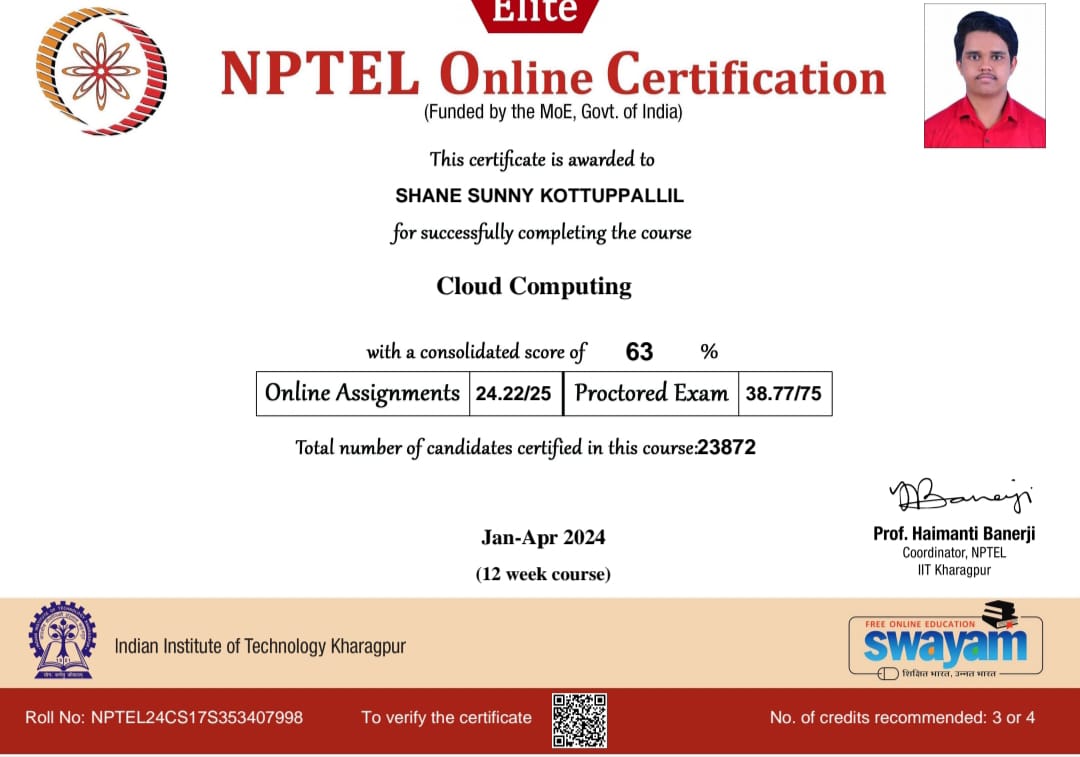 Elite
NPTEL Online Certification
(Funded by the MoE, Govt. of India)
This certificate is awarded to
SHANE SUNNY KOTTUPPALLIL
for successfully completing the course
Cloud Computing
with a consolidated score of 63 %
Online Assignments 24.22/25 Proctored Exam 38.77/75
Total number of candidates certified in this course:23872
Prof. Haimanti Banerji
Coordinator, NPTEL
IIT Kharagpur
Jan-Apr 2024
(12 week course)
Indian Institute of Technology Kharagpur
FREE ONLINE EDUCATION
swayam
शिक्षित भारत, उन्नत भारत
Roll No: NPTEL24CS17S353407998 To verify the certificate No. of credits recommended: 3 or 4